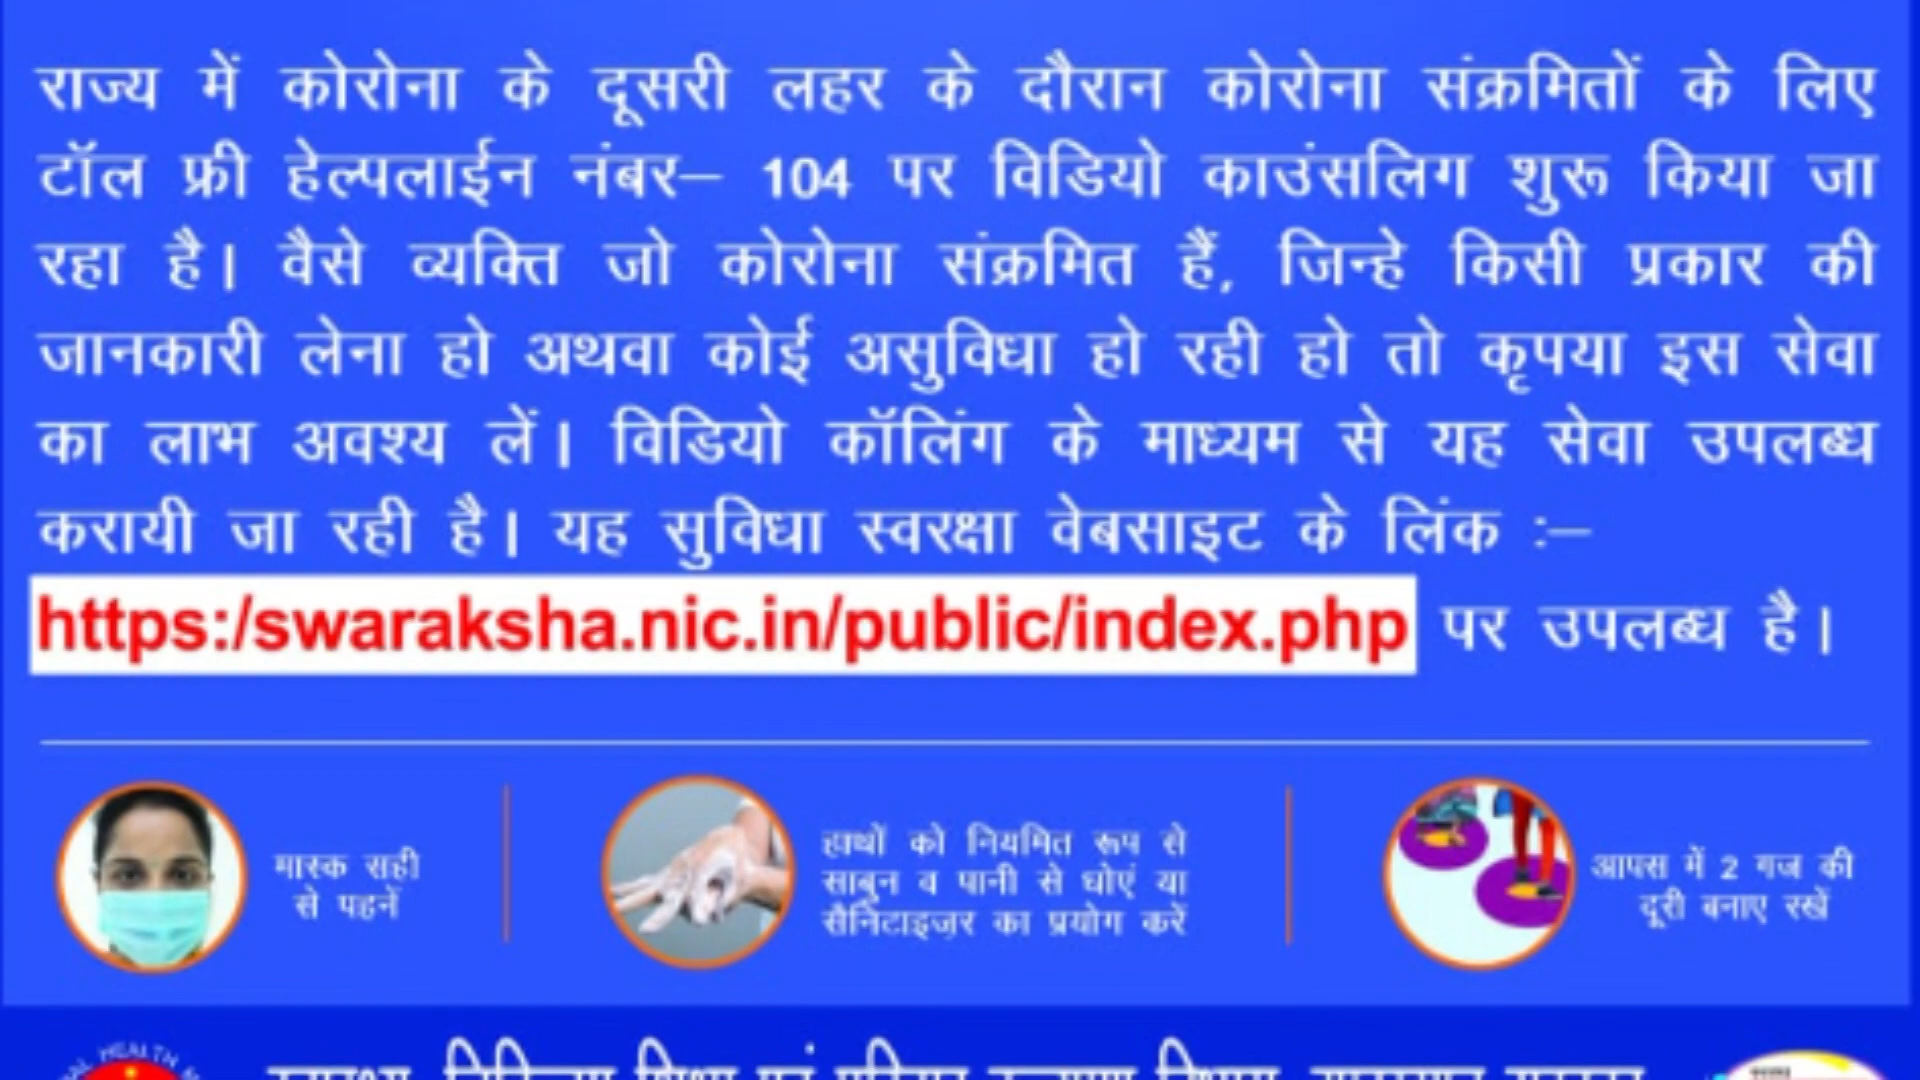 राज्य में कोरोना के दूसरी लहर के दौरान कोरोना संक्रमितों के लिए
टॉल फ्री हेल्पलाईन नंबर– 104 पर विडियो काउंसलिग शुरू किया जा
रहा है। वैसे व्यक्ति जो कोरोना संक्रमित हैं, जिन्हे किसी प्रकार की
जानकारी लेना हो अथवा कोई असुविधा हो रही हो तो कृपया इस सेवा
का लाभ अवश्य लें। विडियो कॉलिंग के माध्यम से यह सेवा उपलब्ध
करायी जा रही है। यह सुविधा स्वरक्षा वेबसाइट के लिंक :–
https:/swaraksha.nic.in/public/index.php पर उपलब्ध है।
मास्क सही
से पहनें
हाथों को नियमित रूप से
साबुन व पानी से धोएं या
सैनिटाइजर का प्रयोग करें
आपस में 2 गज की
दूरी बनाए रखें
HEALTH